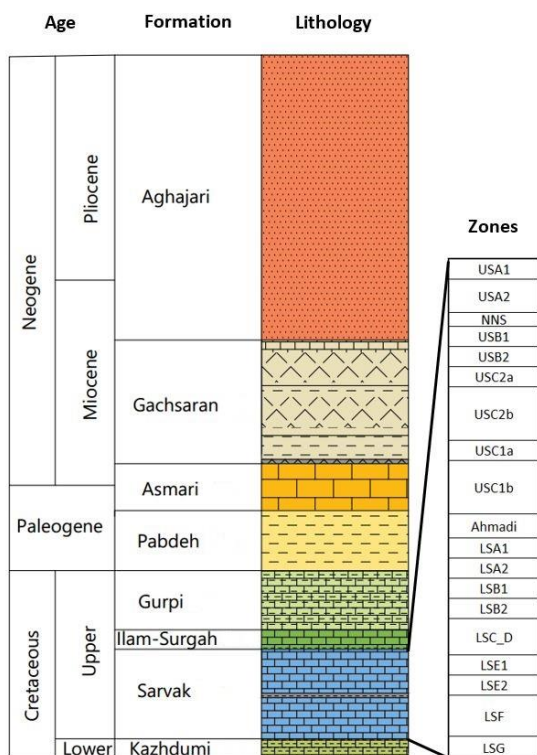 Age
Formation
Lithology
Neogene
Pliocene
Miocene
Paleogene
Cretaceous
Upper
Lower
Aghajari
Gachsaran
Asmari
Pabdeh
Gurpi
Ilam-Surgah
Sarvak
Kazhdumi
Zones
USA1
USA2
NNS
USB1
USB2
USC2a
USC2b
USC1a
USC1b
Ahmadi
LSA1
LSA2
LSB1
LSB2
LSC_D
LSE1
LSE2
LSF
LSG